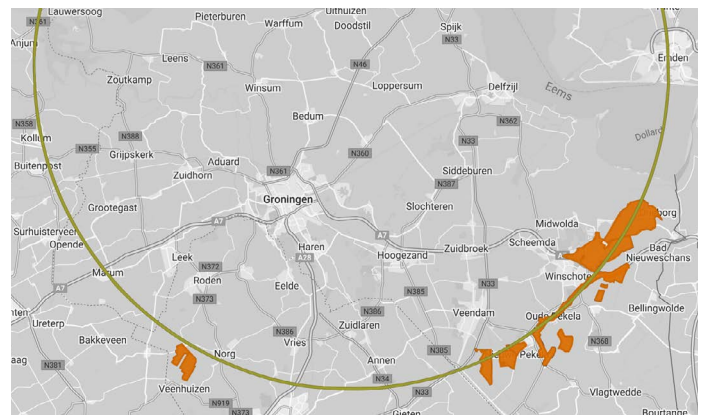 Lauwersoog
Pieterburen
Warffum
Uithuizen
Doodstil
Spijk
N361
Anjum
Leens
N361
N46
N33
Emden
Zoutkamp
Winsum
Loppersum
Delfzijl
Eems
Bedum
N358
Kollum
N388
N362
Dollard
N355
Grijpskerk
Aduard
N360
N33
Buitenpost
Zuidhorn
N361
Siddeburen
N387
Groningen
Grootegast
Slochteren
Midwolda
Surhuisterveen
Opende
A7
A7
Haren
Zuidbroek
Scheemda
Bad
Nieuweschans
Leek
A28
Hoogezand
Marum
N372
Winschoten
A7
Roden
Eelde
N385
N33
N373
Ureterp
N386
Veendam
Oude Pekela
Bellingwolde
Bakkeveen
N386
Zuidlaren
Vries
N381
Norg
Annen
N385
N368
Veenhuizen
N34
N33
Vlagtwedde
N919
N373
Gieten
Bourtange